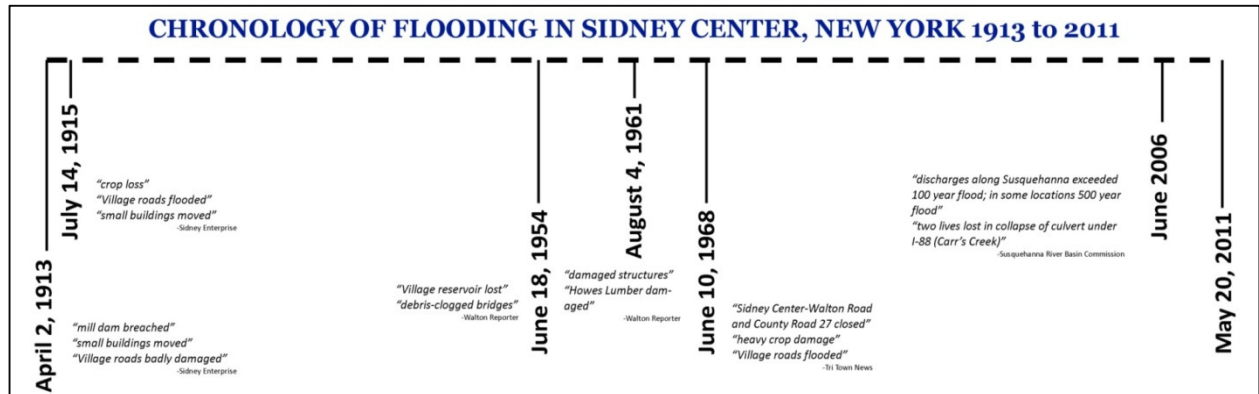 CHRONOLOGY OF FLOODING IN SIDNEY CENTER, NEW YORK 1913 to 2011
April 2, 1913
“mill dam breached”
“small buildings moved”
“Village roads badly damaged”
-Sidney Enterprise
July 14, 1915
“crop loss”
“Village roads flooded”
“small buildings moved”
-Sidney Enterprise
June 18, 1954
“Village reservoir lost”
“debris-clogged bridges”
-Walton Reporter
August 4, 1961
“damaged structures”
“Howes Lumber dam-
aged”
-Walton Reporter
June 10, 1968
“Sidney Center-Walton Road
and County Road 27 closed”
“heavy crop damage”
“Village roads flooded”
-Tri Town News
June 2006
“discharges along Susquehanna exceeded
100 year flood; in some locations 500 year
flood”
“two lives lost in collapse of culvert under
I-88 (Carr’s Creek)”
-Susquehanna River Basin Commission
May 20, 2011